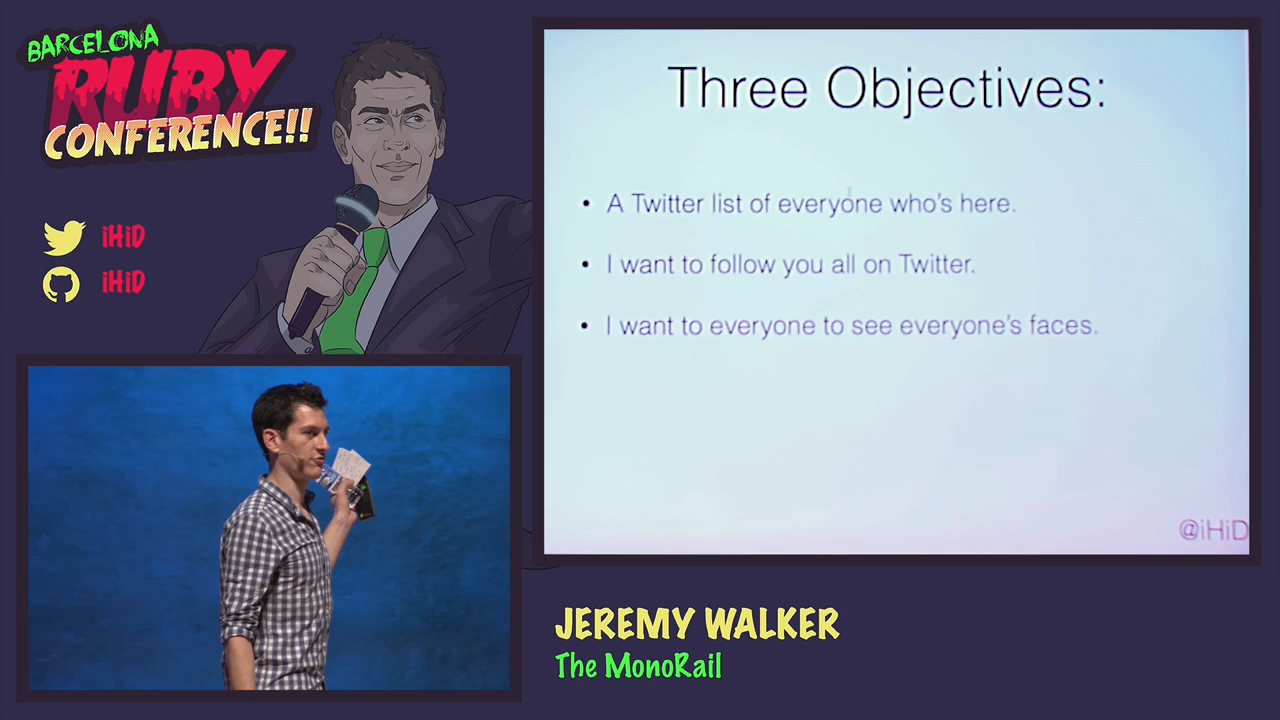 BARCELONA
RUBY
CONFERENCE!!
iHiD
iHiD
Three Objectives:
• A Twitter list of everyone who's here.
• I want to follow you all on Twitter.
• I want to everyone to see everyone's faces.
@iHiD
JEREMY WALKER
The MonoRail